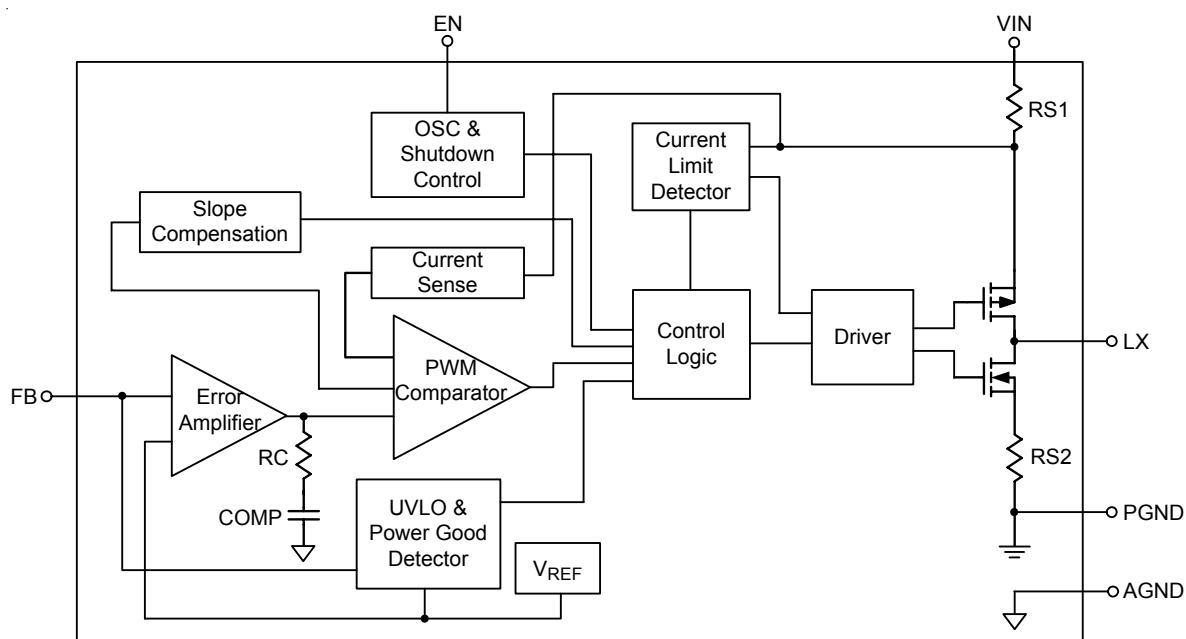 EN
VIN
RS1
OSC &
Shutdown
Control
Current
Limit
Detector
Slope
Compensation
Current
Sense
Control
Logic
Driver
LX
PWM
Comparator
FB
Error
Amplifier
RC
COMP
UVLO &
Power Good
Detector
VREF
RS2
PGND
AGND